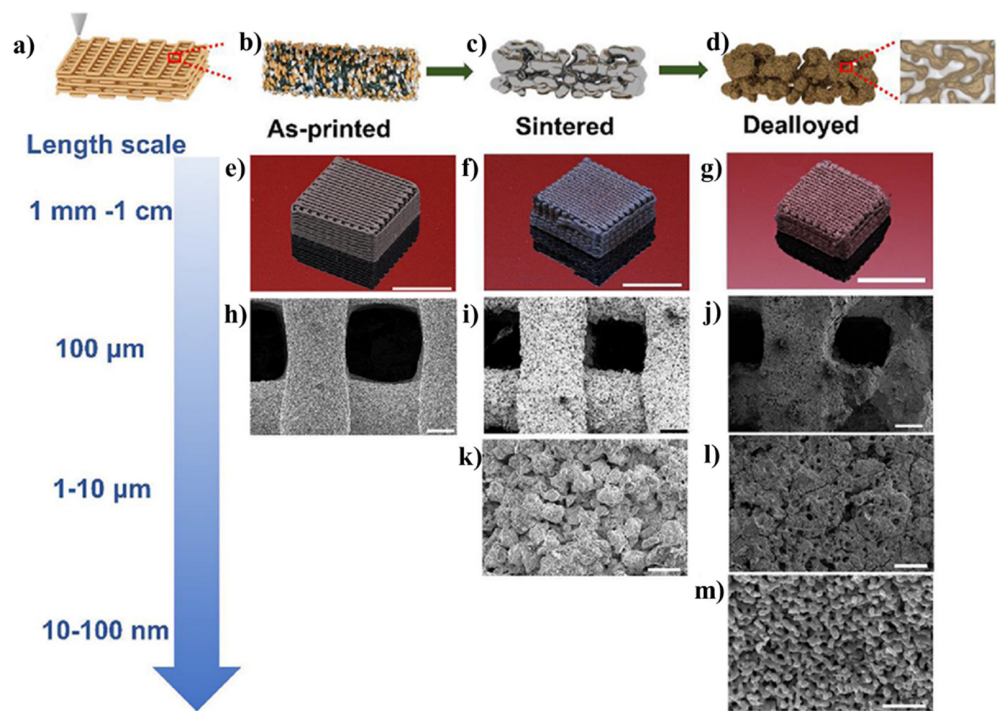 a)
b)
c)
d)
As-printed
Sintered
Dealloyed
Length scale
e)
f)
g)
1 mm -1 cm
h)
i)
j)
100 μm
k)
l)
1-10 μm
m)
10-100 nm